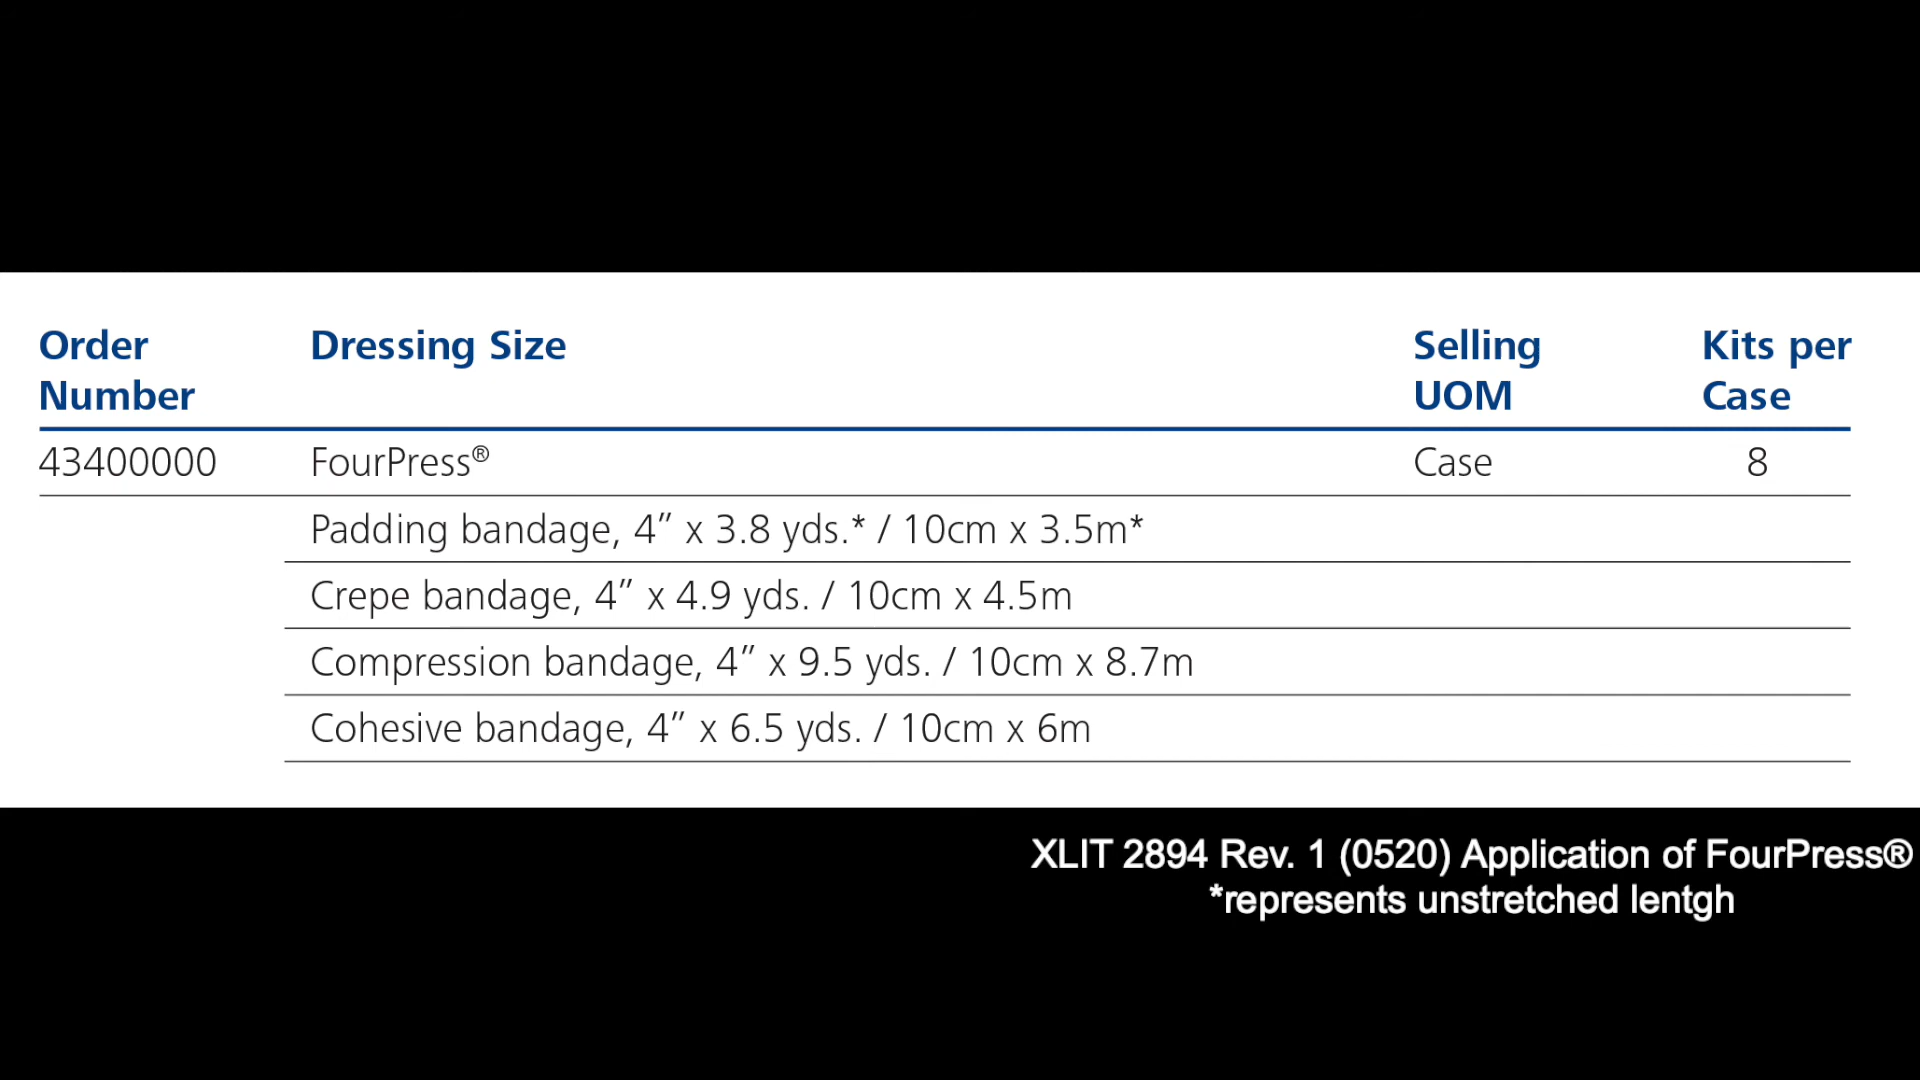 Order Number	Dressing Size	Selling UOM	Kits per Case
43400000	FourPress®	Case	8
Padding bandage, 4” x 3.8 yds.* / 10cm x 3.5m*
Crepe bandage, 4” x 4.9 yds. / 10cm x 4.5m
Compression bandage, 4” x 9.5 yds. / 10cm x 8.7m
Cohesive bandage, 4” x 6.5 yds. / 10cm x 6m
XLIT 2894 Rev. 1 (0520) Application of FourPress®
*represents unstretched lentgh